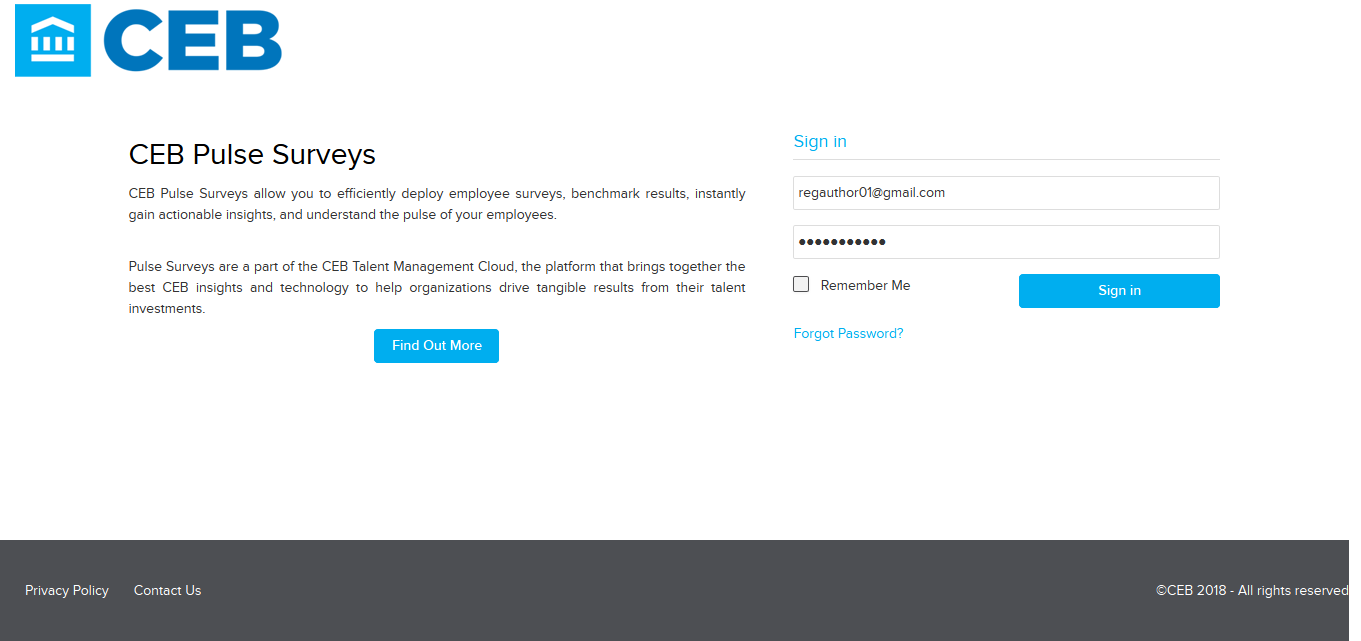 CEB
CEB Pulse Surveys
CEB Pulse Surveys allow you to efficiently deploy employee surveys, benchmark results, instantly
gain actionable insights, and understand the pulse of your employees.
Pulse Surveys are a part of the CEB Talent Management Cloud, the platform that brings together the
best CEB insights and technology to help organizations drive tangible results from their talent
investments.
Find Out More
Sign in
regauthor01@gmail.com
●●●●●●●●●●●
Remember Me
Sign in
Forgot Password?
Privacy Policy
Contact Us
©CEB 2018 - All rights reserved